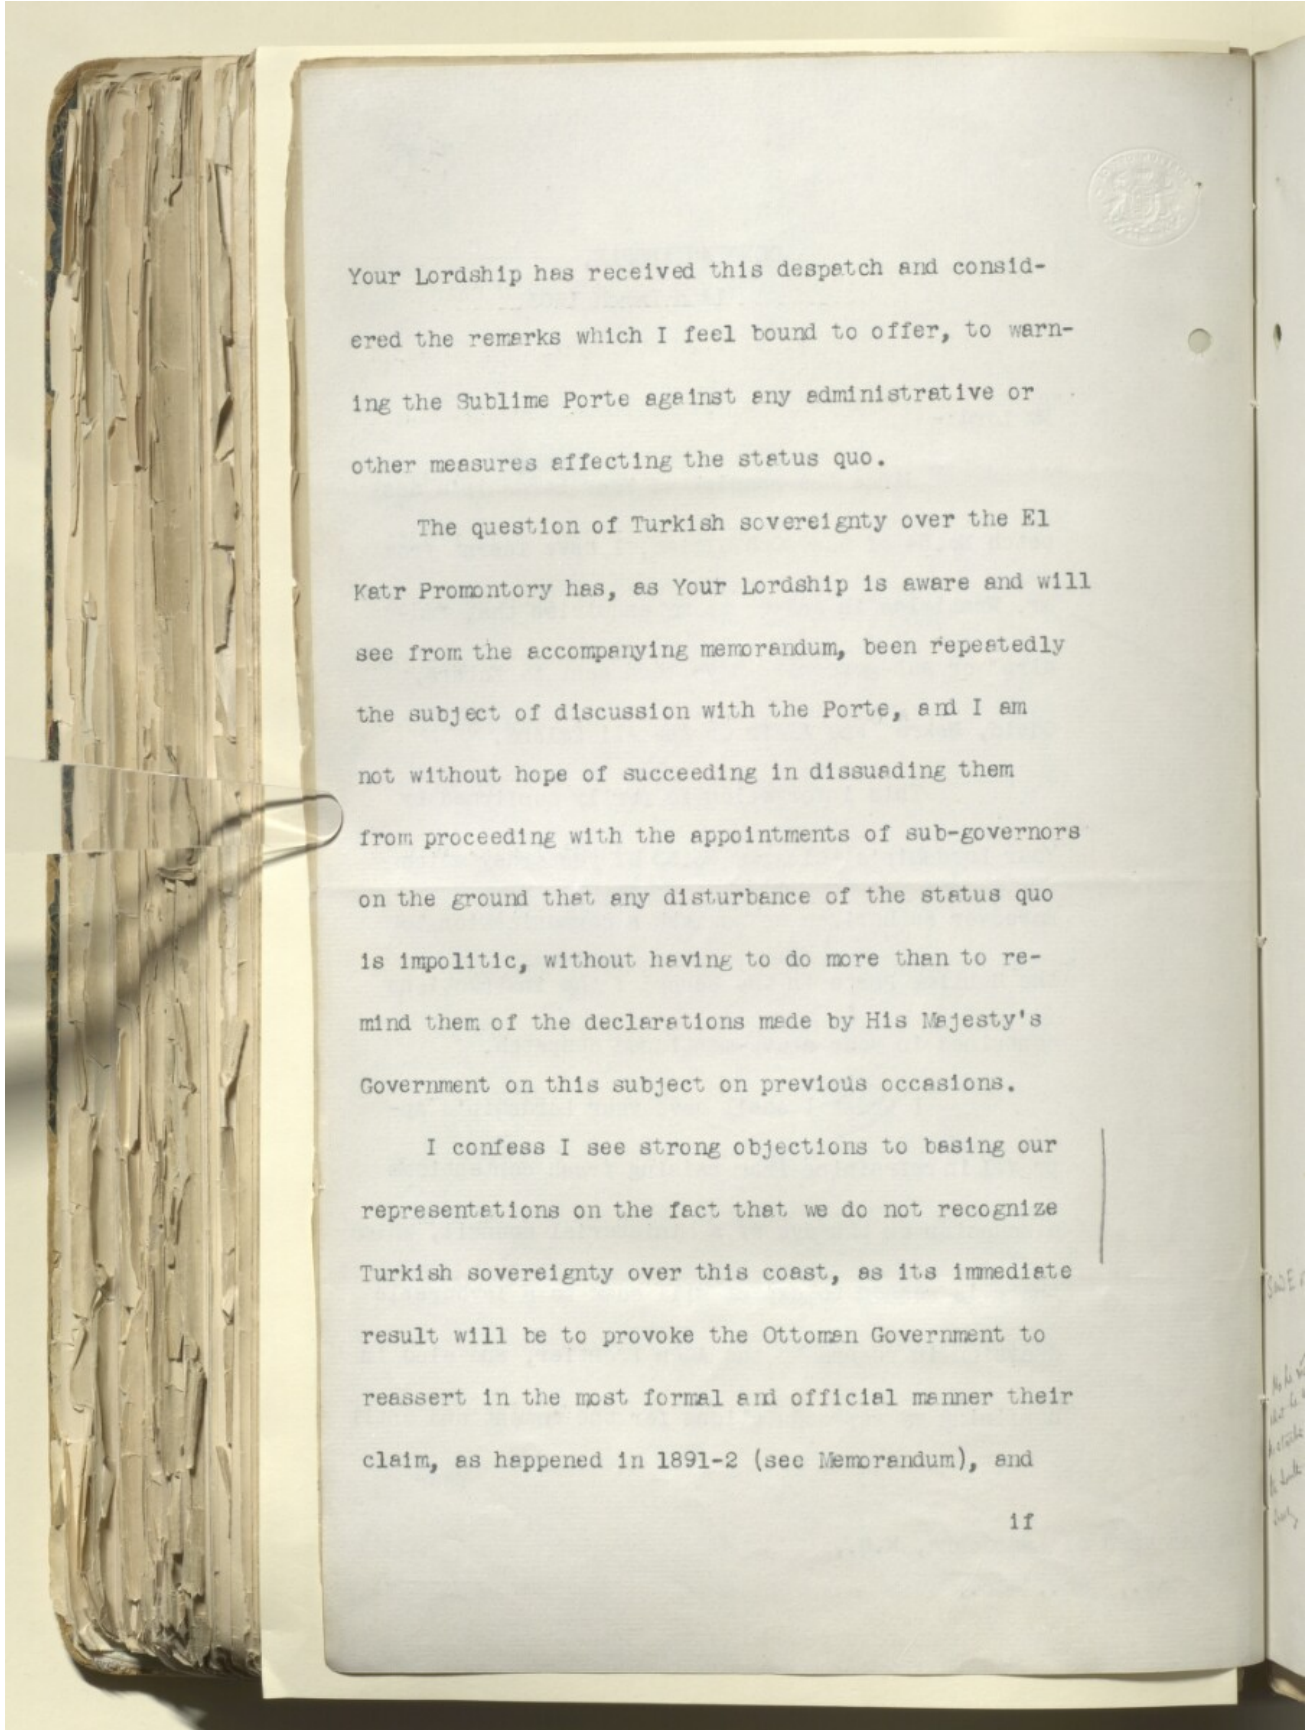 Your Lordship has received this despatch and consid-
ered the remarks which I feel bound to offer, to warn-
ing the Sublime Porte against any administrative or
other measures affecting the status quo.
The question of Turkish sovereignty over the El
Katr Promontory has, as Your Lordship is aware and will
see from the accompanying memorandum, been repeatedly
the subject of discussion with the Porte, and I am
not without hope of succeeding in dissuading them
from proceeding with the appointments of sub-governors
on the ground that any disturbance of the status quo
is impolitic, without having to do more than to re-
mind them of the declarations made by His Majesty's
Government on this subject on previous occasions.
I confess I see strong objections to basing our
representations on the fact that we do not recognize
Turkish sovereignty over this coast, as its immediate
result will be to provoke the Ottoman Government to
reassert in the most formal and official manner their
claim, as happened in 1891-2 (see Memorandum), and
if